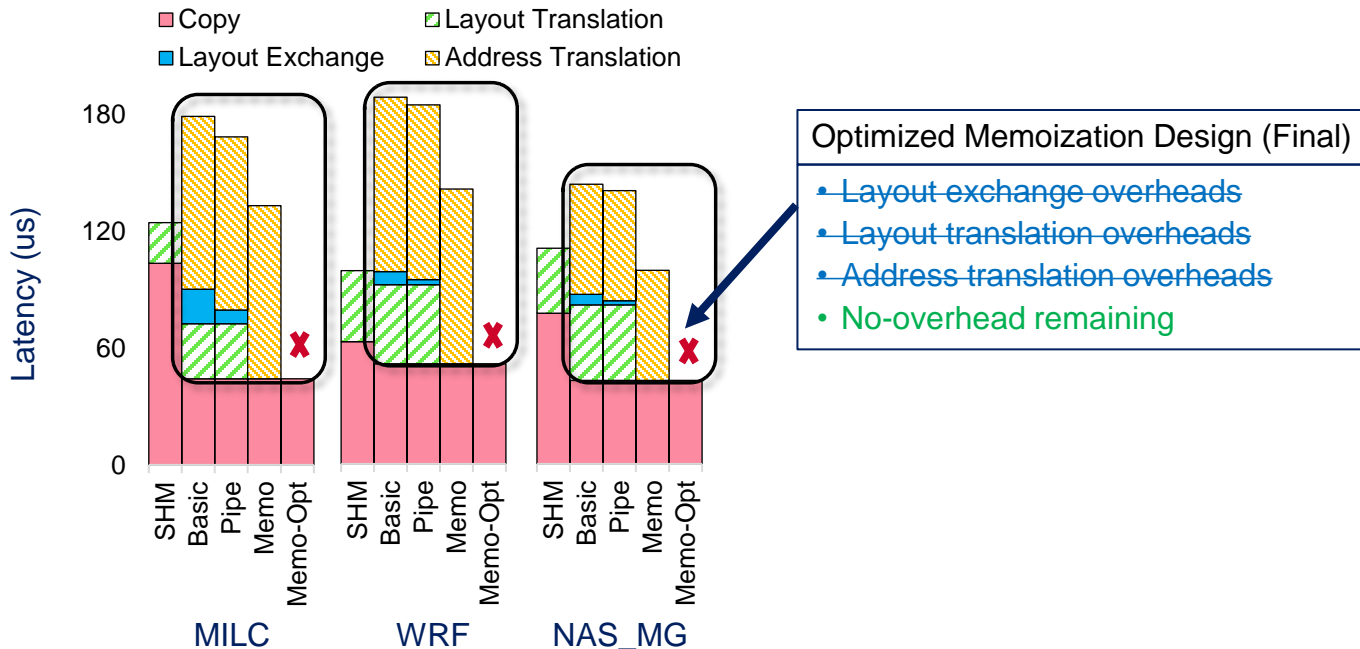 Copy
Layout Translation
Layout Exchange
Address Translation
180
120
60
0
Latency (us)
SHM
Basic
Pipe
Memo
Memo-Opt
SHM
Basic
Pipe
Memo
Memo-Opt
SHM
Basic
Pipe
Memo
Memo-Opt
MILC
WRF
NAS_MG
Optimized Memoization Design (Final)
• Layout exchange overheads
• Layout translation overheads
• Address translation overheads
• No-overhead remaining